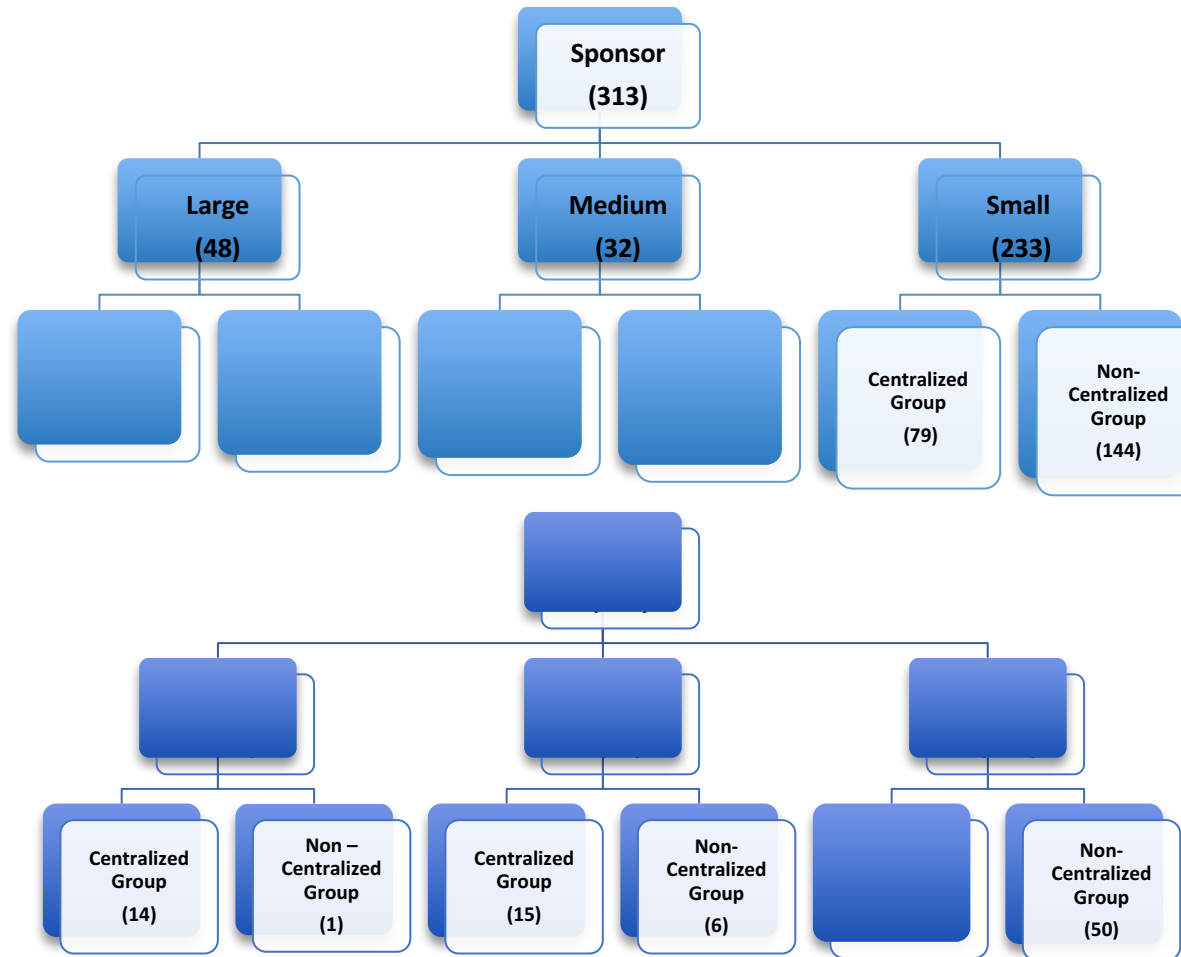 Sponsor
(313)
Large
(48)
Medium
(32)
Small
(233)
Centralized
Group
(79)
Non-
Centralized
Group
(144)
Centralized
Group
(14)
Non –
Centralized
Group
(1)
Centralized
Group
(15)
Non-
Centralized
Group
(6)
Non-
Centralized
Group
(50)